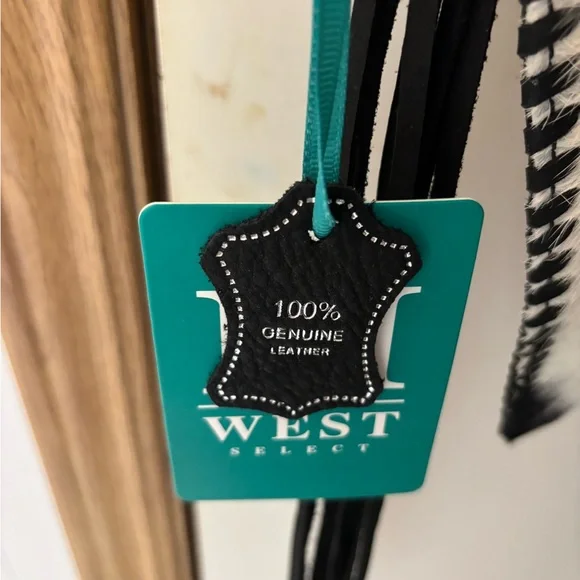 100%
GENUINE
LEATHER
WEST
SELECT